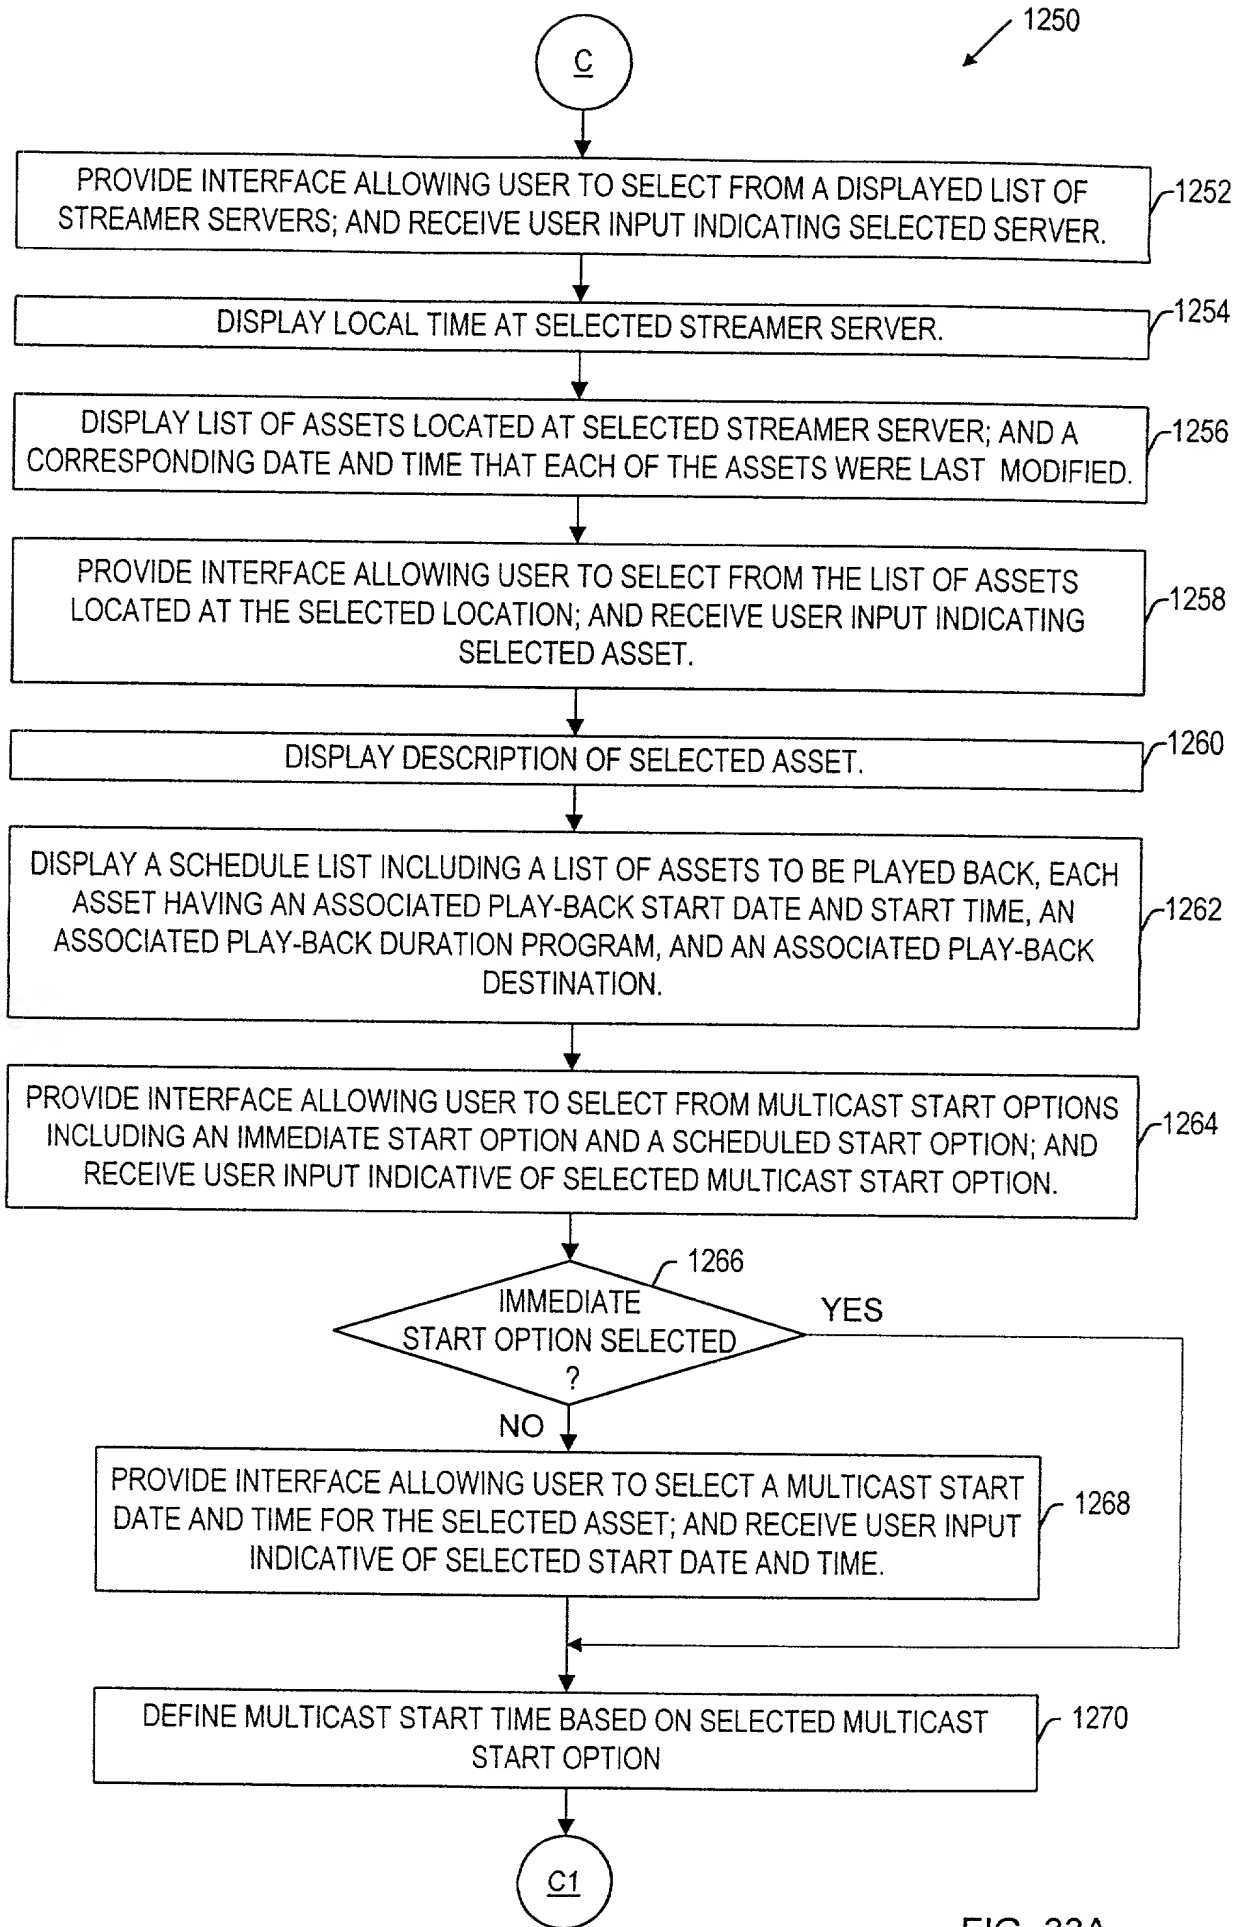 1250
C
PROVIDE INTERFACE ALLOWING USER TO SELECT FROM A DISPLAYED LIST OF
STREAMER SERVERS; AND RECEIVE USER INPUT INDICATING SELECTED SERVER.
1252
DISPLAY LOCAL TIME AT SELECTED STREAMER SERVER.
1254
DISPLAY LIST OF ASSETS LOCATED AT SELECTED STREAMER SERVER; AND A
CORRESPONDING DATE AND TIME THAT EACH OF THE ASSETS WERE LAST MODIFIED.
1256
PROVIDE INTERFACE ALLOWING USER TO SELECT FROM THE LIST OF ASSETS
LOCATED AT THE SELECTED LOCATION; AND RECEIVE USER INPUT INDICATING
SELECTED ASSET.
1258
DISPLAY DESCRIPTION OF SELECTED ASSET.
1260
DISPLAY A SCHEDULE LIST INCLUDING A LIST OF ASSETS TO BE PLAYED BACK, EACH
ASSET HAVING AN ASSOCIATED PLAY-BACK START DATE AND START TIME, AN
ASSOCIATED PLAY-BACK DURATION PROGRAM, AND AN ASSOCIATED PLAY-BACK
DESTINATION.
1262
PROVIDE INTERFACE ALLOWING USER TO SELECT FROM MULTICAST START OPTIONS
INCLUDING AN IMMEDIATE START OPTION AND A SCHEDULED START OPTION; AND
RECEIVE USER INPUT INDICATIVE OF SELECTED MULTICAST START OPTION.
1264
1266
IMMEDIATE
START OPTION SELECTED
?
YES
NO
PROVIDE INTERFACE ALLOWING USER TO SELECT A MULTICAST START
DATE AND TIME FOR THE SELECTED ASSET; AND RECEIVE USER INPUT
INDICATIVE OF SELECTED START DATE AND TIME.
1268
DEFINE MULTICAST START TIME BASED ON SELECTED MULTICAST
START OPTION
1270
C1
FIG. 33A